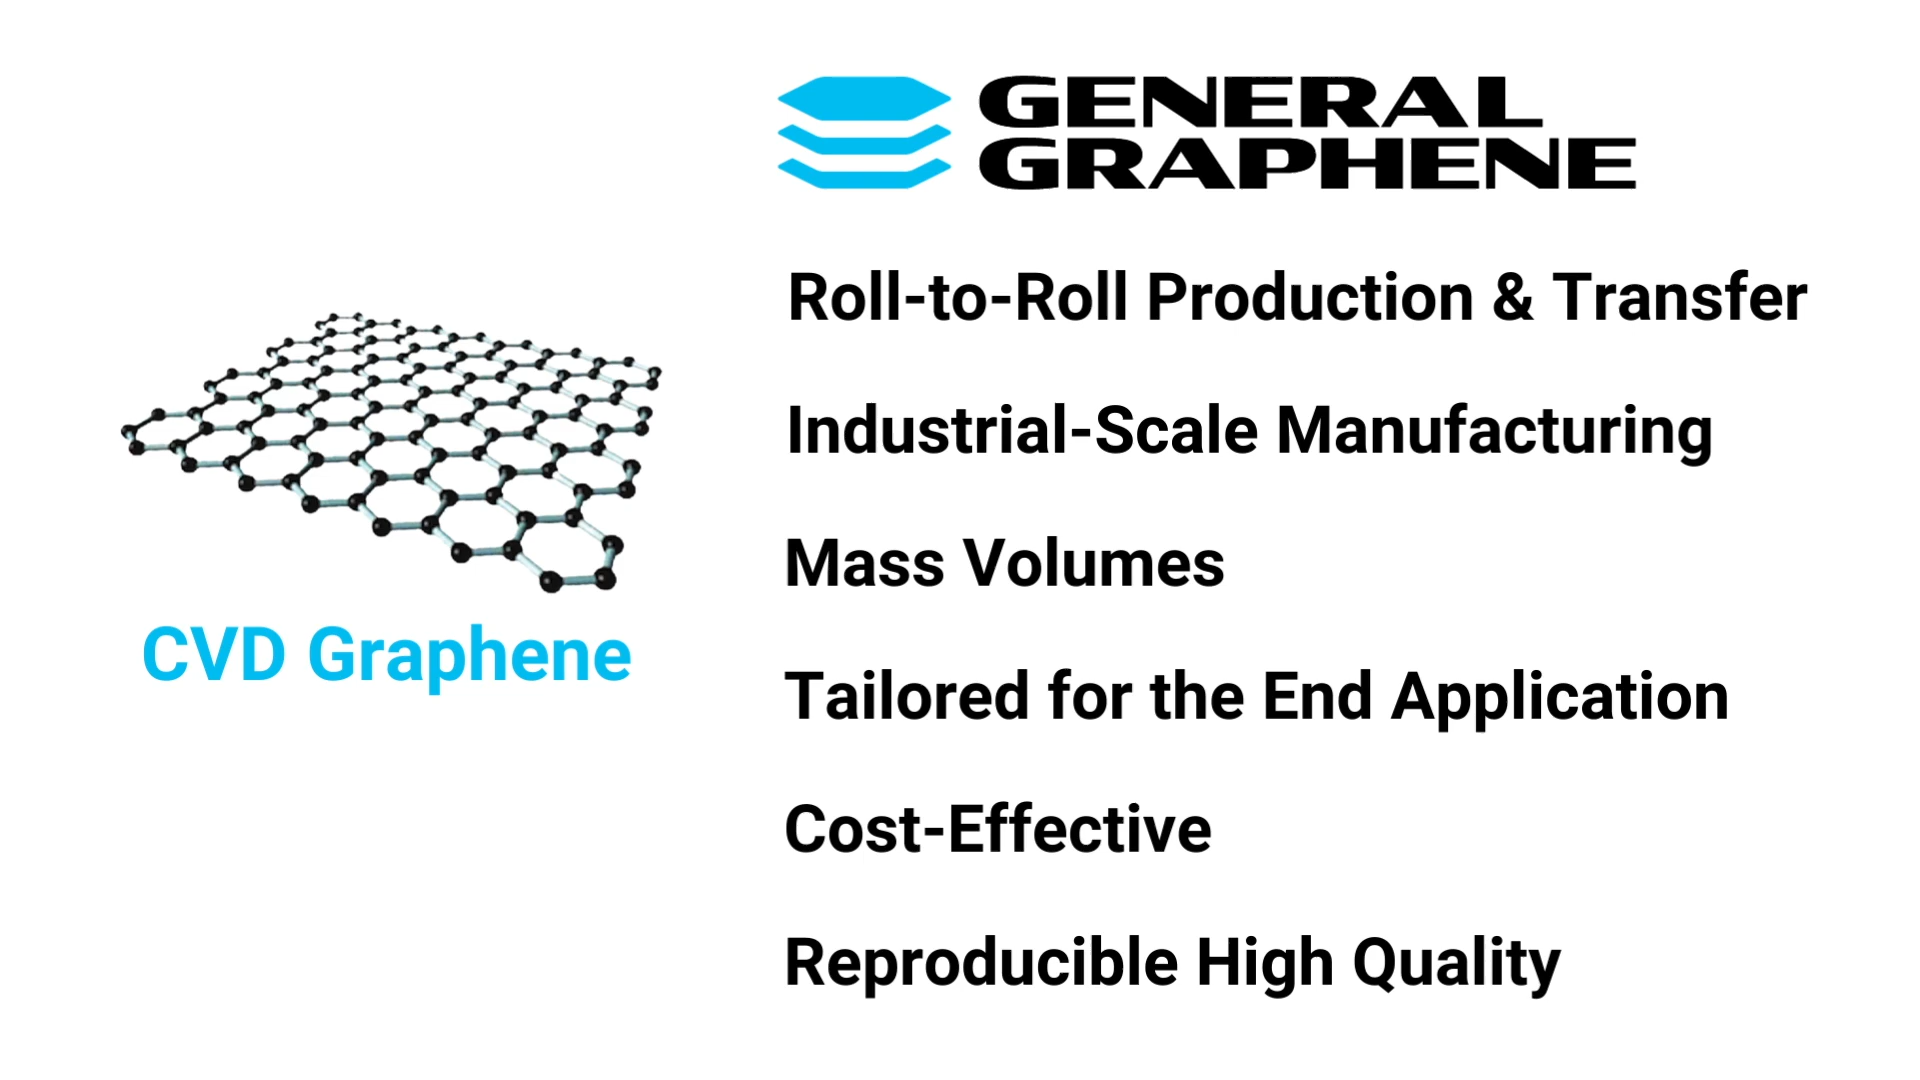 GENERAL
GRAPHENE
Roll-to-Roll Production & Transfer
Industrial-Scale Manufacturing
Mass Volumes
Tailored for the End Application
Cost-Effective
Reproducible High Quality
CVD Graphene